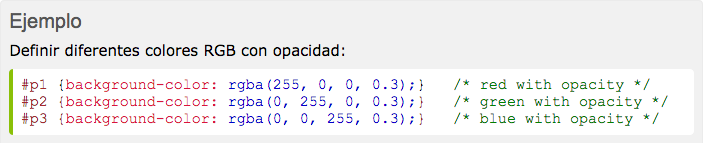 Ejemplo
Definir diferentes colores RGB con opacidad:
#p1 {background-color: rgba(255, 0, 0, 0.3);}   /* red with opacity */
#p2 {background-color: rgba(0, 255, 0, 0.3);}   /* green with opacity */
#p3 {background-color: rgba(0, 0, 255, 0.3);}   /* blue with opacity */